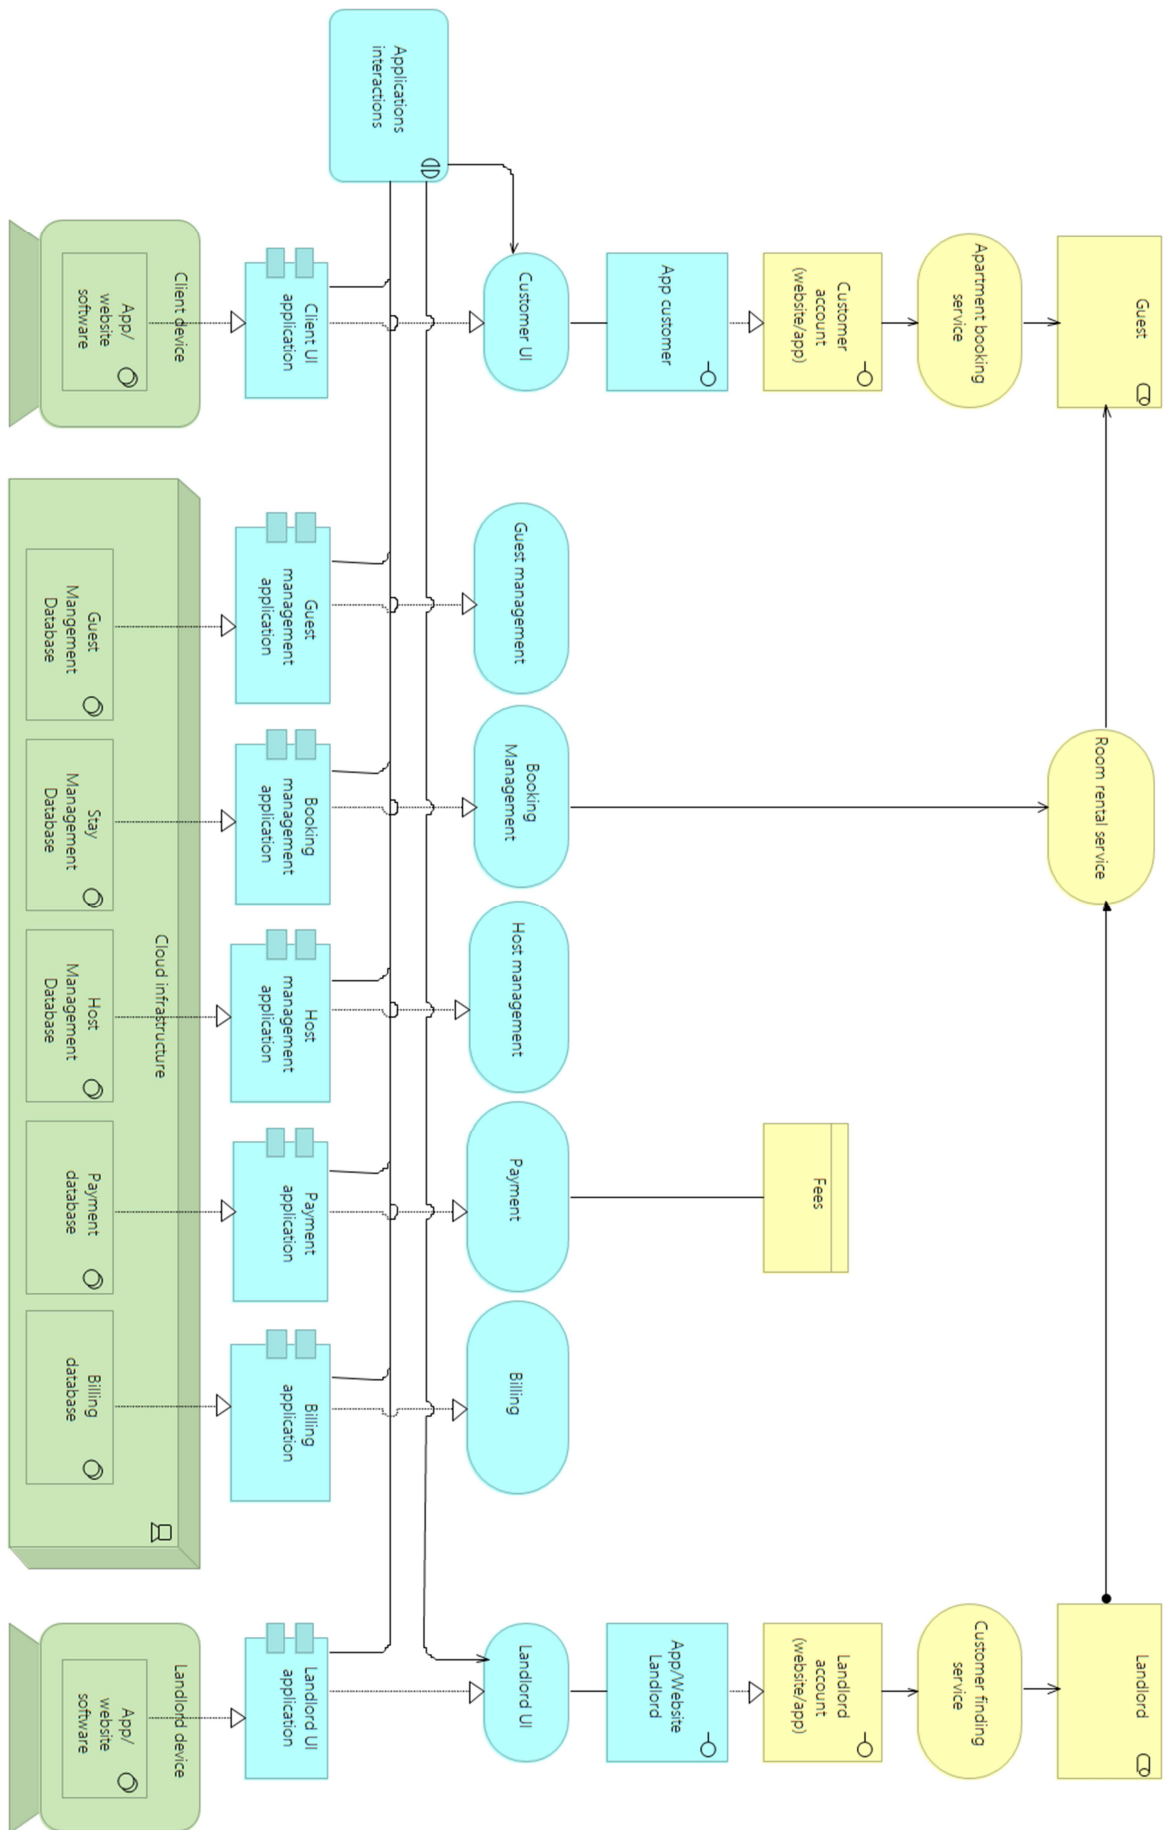 Guest
Room rental service
Landlord
Apartment booking
service
Customer finding
service
Customer
account
(website/app)
Fees
Landlord
account
(website/app)
App customer
App/Website
Landlord
Customer UI
Guest management
Booking
Management
Host management
Payment
Billing
Landlord UI
Applications
interactions
Client UI
application
Guest
management
application
Booking
management
application
Host
management
application
Payment
application
Billing
application
Landlord UI
application
Client device
App/
website
software
Cloud infrastructure
Guest
Mangement
Database
Stay
Management
Database
Host
Management
Database
Payment
database
Billing
database
Landlord device
App/
website
software